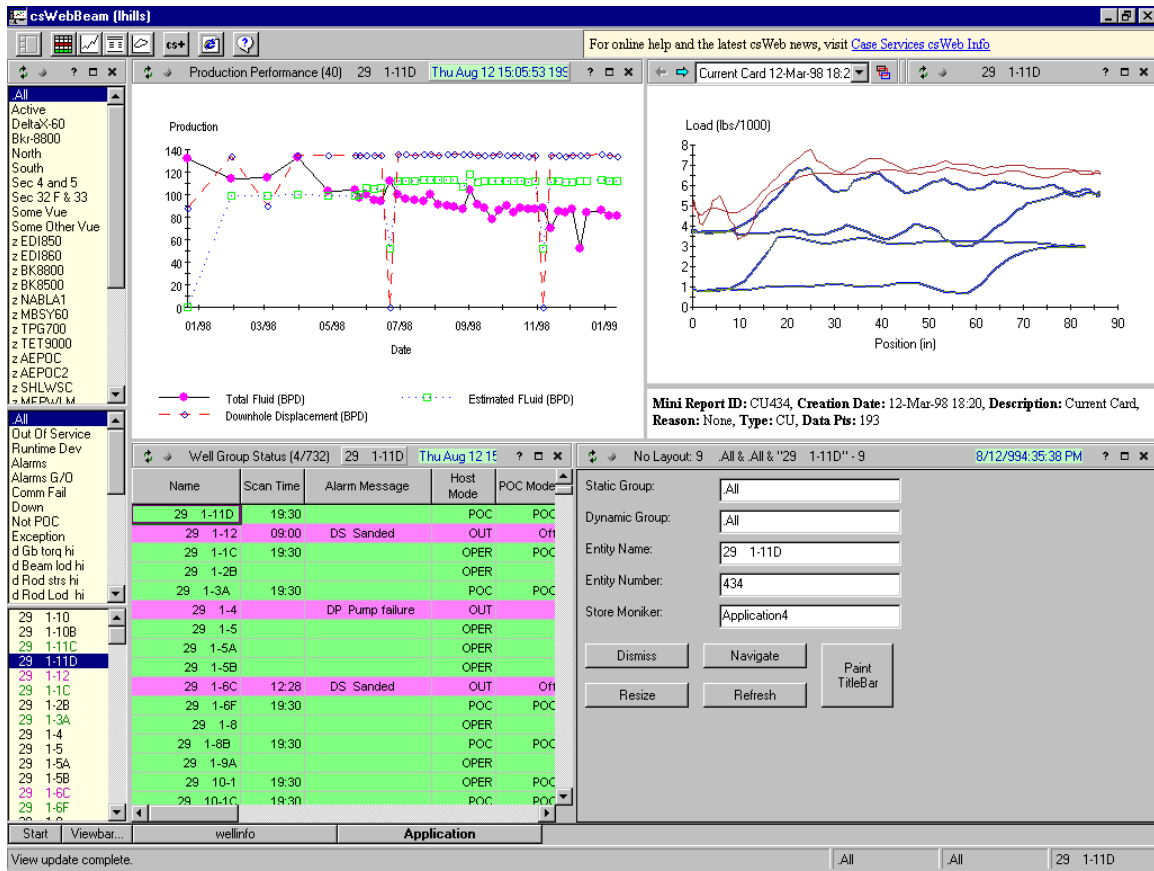 csWebBeam (lhills)
cs+
For online help and the latest csWeb news, visit Case Services csWeb Info
Production Performance (40) 29 1-11D Thu Aug 12 15:05:53 199
Current Card 12-Mar-98 18:2
29 1-11D
.All
Active
DeltaX-60
Bkr-8800
North
South
Sec 4 and 5
Sec 32 F & 33
Some Vue
Some Other Vue
z EDI850
z EDI860
z BK8800
z BK8500
z NABLA1
z MBSY60
z TPG700
z TET9000
z AEPOC
z AEPOC2
z SHLWSC
z MEPWLM
Production
140
120
100
80
60
40
20
0
01/98 03/98 05/98 07/98 09/98 11/98 01/99
Date
Total Fluid (BPD)
Estimated FLuid (BPD)
Downhole Displacement (BPD)
Load (lbs/1000)
8
7
6
5
4
3
2
1
0
0 10 20 30 40 50 60 70 80 90
Position (in)
Mini Report ID: CU434, Creation Date: 12-Mar-98 18:20, Description: Current Card,
Reason: None, Type: CU, Data Pts: 193
.All
Out Of Service
Runtime Dev
Alarms
Alarms G/O
Comm Fail
Down
Not POC
Exception
d Gb torq hi
d Beam lod hi
d Rod strs hi
d Rod Lod hi
29 1-10
29 1-10B
29 1-11C
29 1-11D
29 1-12
29 1-1C
29 1-2B
29 1-3A
29 1-4
29 1-5
29 1-5A
29 1-5B
29 1-6C
29 1-6F
Well Group Status (4/732) 29 1-11D Thu Aug 12 15
Name Scan Time Alarm Message Host Mode POC Mode
29 1-11D 19:30 POC POC
29 1-12 09:00 DS Sanded OUT Off
29 1-1C 19:30 OPER POC
29 1-2B OPER
29 1-3A 19:30 POC POC
29 1-4 DP Pump failure OUT
29 1-5 OPER
29 1-5A OPER
29 1-5B OPER
29 1-6C 12:28 DS Sanded OUT Off
29 1-6F 19:30 POC POC
29 1-8 OPER
29 1-8B 19:30 POC POC
29 1-9A OPER
29 10-1 19:30 OPER POC
29 10-1C 19:30 POC POC
No Layout: 9 .All & .All & "29 1-11D" - 9 8/12/994:35:38 PM
Static Group: .All
Dynamic Group: .All
Entity Name: 29 1-11D
Entity Number: 434
Store Moniker: Application4
Dismiss Navigate Paint TitleBar
Resize Refresh
Start Viewbar... wellinfo Application
View update complete. .All .All 29 1-11D